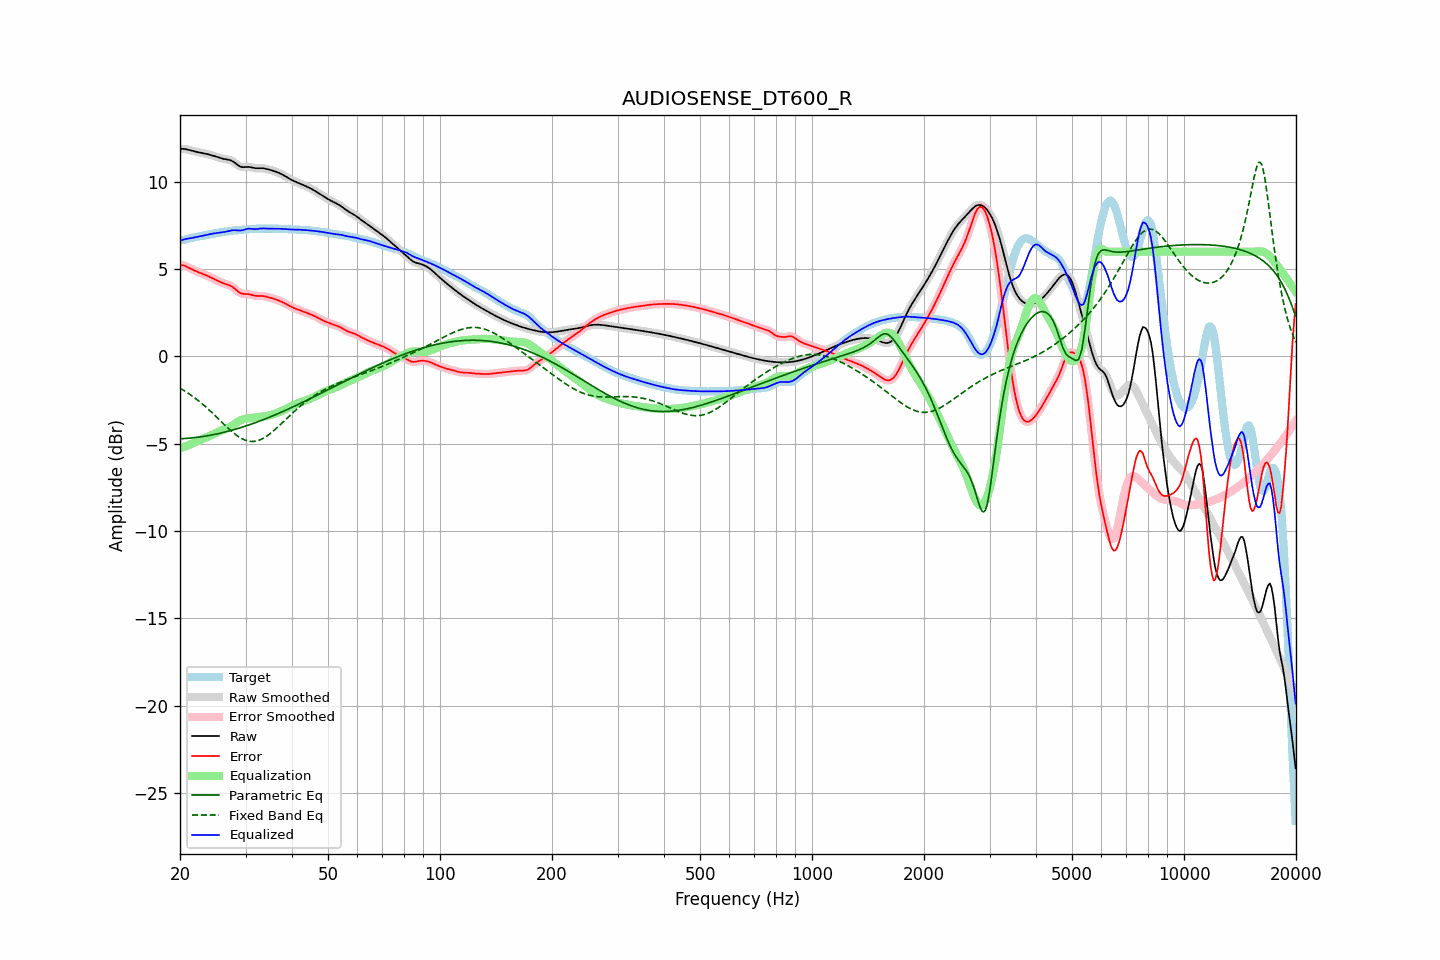 AUDIOSENSE_DT600_R
Amplitude (dBr)
10
5
0
−5
−10
−15
−20
−25
Target
Raw Smoothed
Error Smoothed
Raw
Error
Equalization
Parametric Eq
Fixed Band Eq
Equalized
20 50 100 200 500 1000 2000 5000 10000 20000
Frequency (Hz)